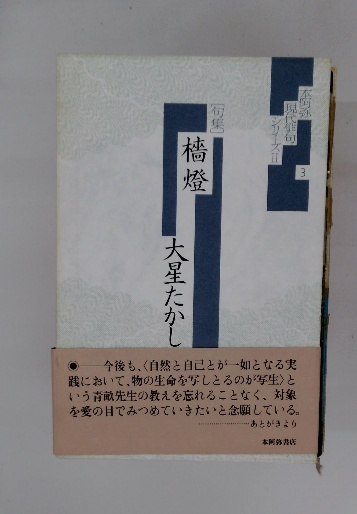 本阿弥
現代俳句
シリーズII
3
[句集]
檣燈
大星たかし
◉――今後も、〈自然と自己とが一如となる実
践において、物の生命を写しとるのが写生〉と
いう青畝先生の教えを忘れることなく、対象
を愛の目でみつめていきたいと念願している。
………………あとがきより
本阿弥書店